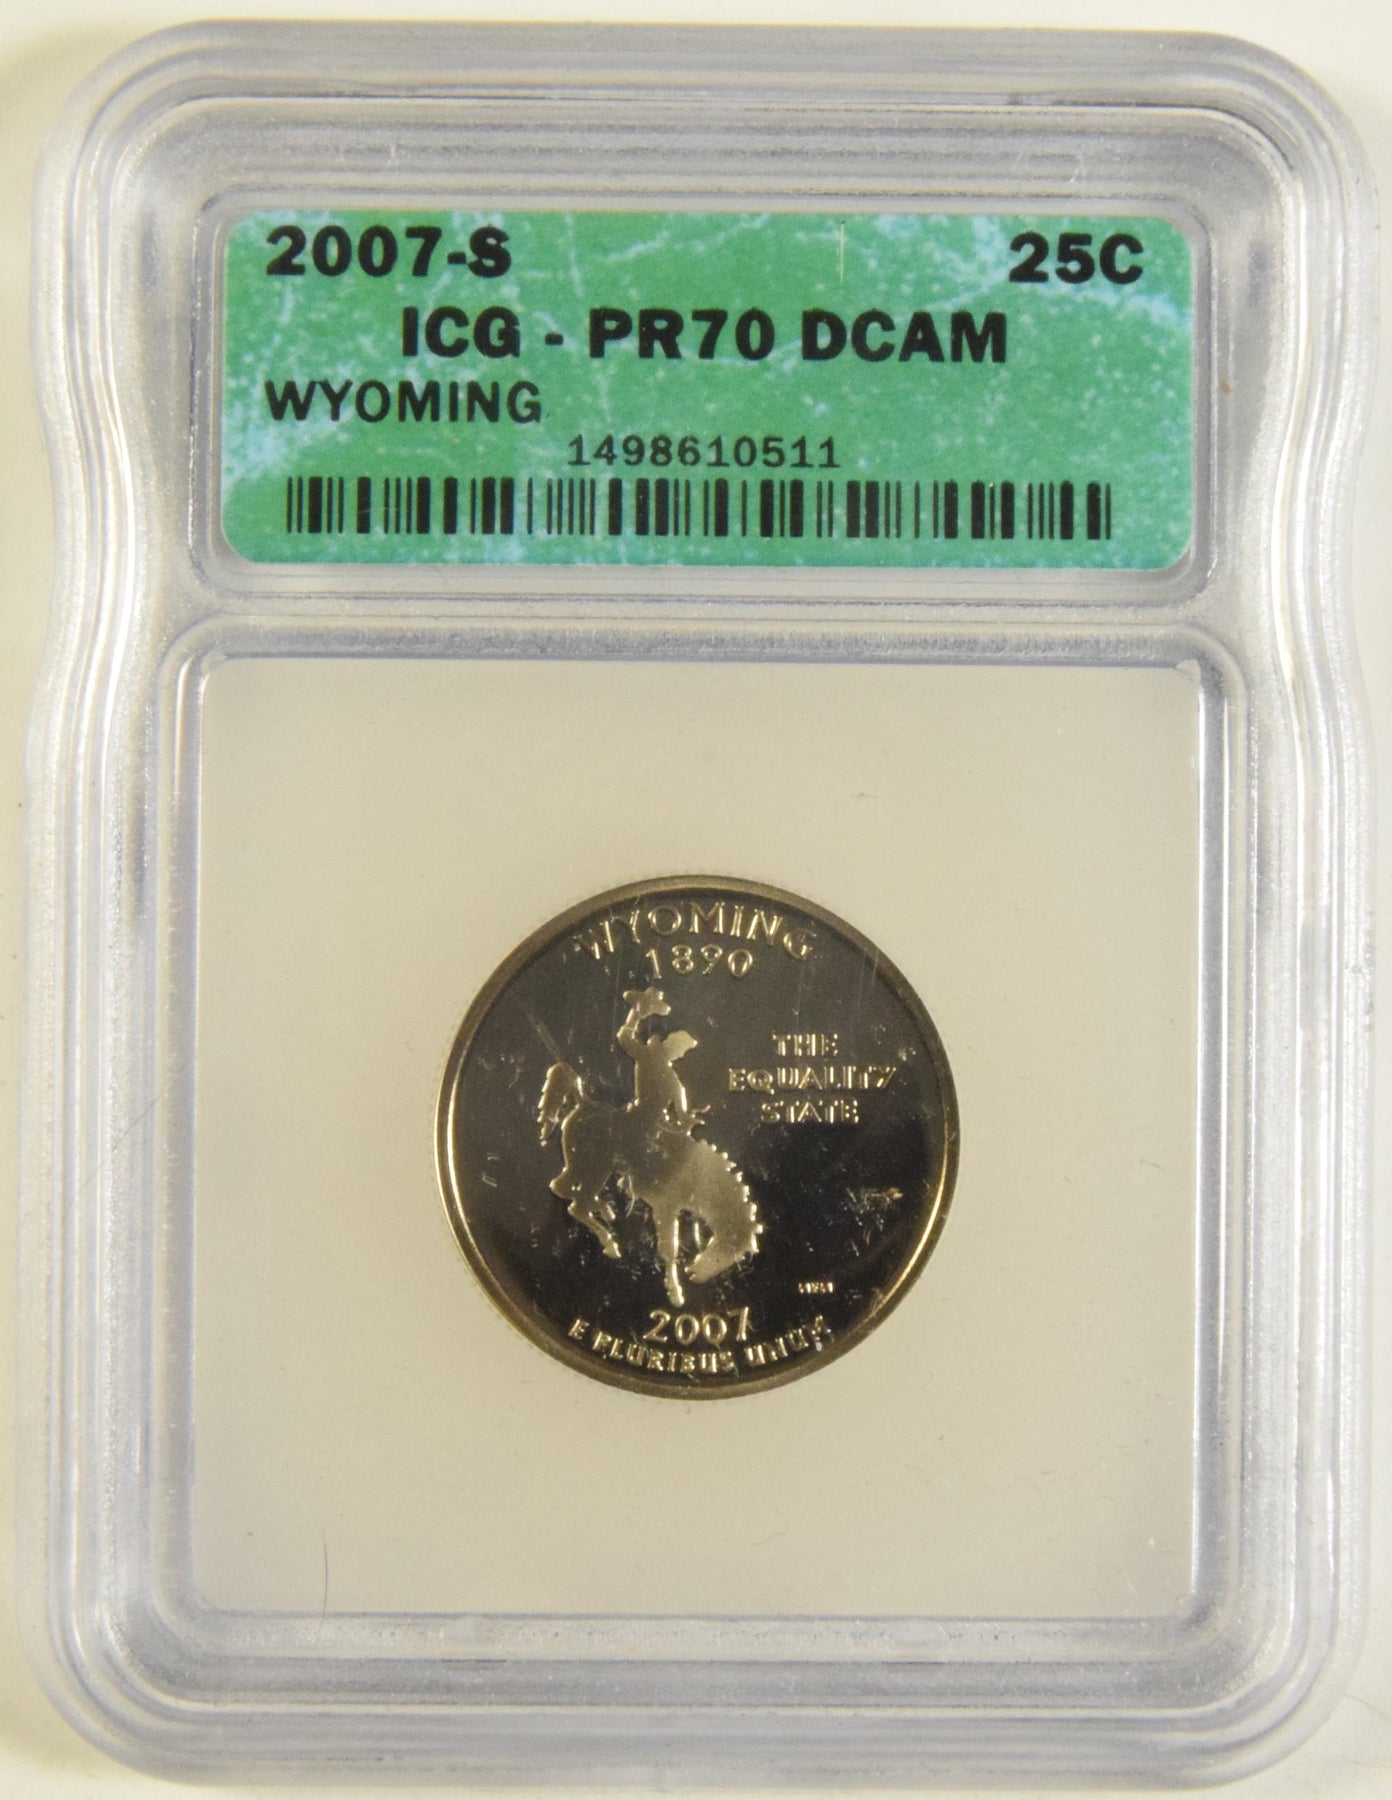 2007-S 25C
ICG - PR70 DCAM
WYOMING
1498610511
WYOMING
1890
THE
EQUALITY
STATE
2007
E PLURIBUS UNUM